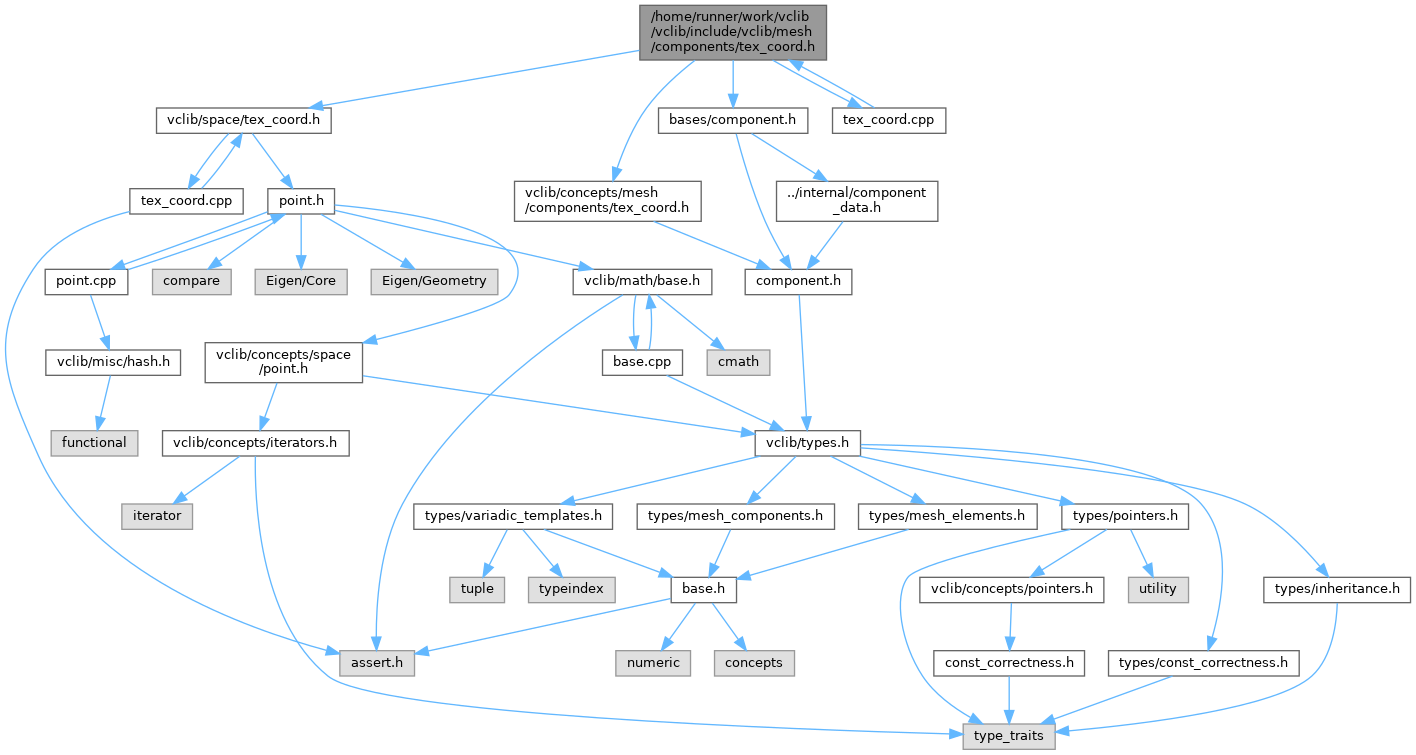 /home/runner/work/vclib
/vclib/include/vclib/mesh
/components/tex_coord.h
vclib/space/tex_coord.h
bases/component.h
tex_coord.cpp
tex_coord.cpp
point.h
vclib/concepts/mesh
/components/tex_coord.h
../internal/component
_data.h
point.cpp
compare
Eigen/Core
Eigen/Geometry
vclib/math/base.h
component.h
vclib/misc/hash.h
vclib/concepts/space
/point.h
base.cpp
cmath
functional
vclib/concepts/iterators.h
vclib/types.h
iterator
types/variadic_templates.h
types/mesh_components.h
types/mesh_elements.h
types/pointers.h
tuple
typeindex
base.h
vclib/concepts/pointers.h
utility
types/inheritance.h
assert.h
numeric
concepts
const_correctness.h
types/const_correctness.h
type_traits